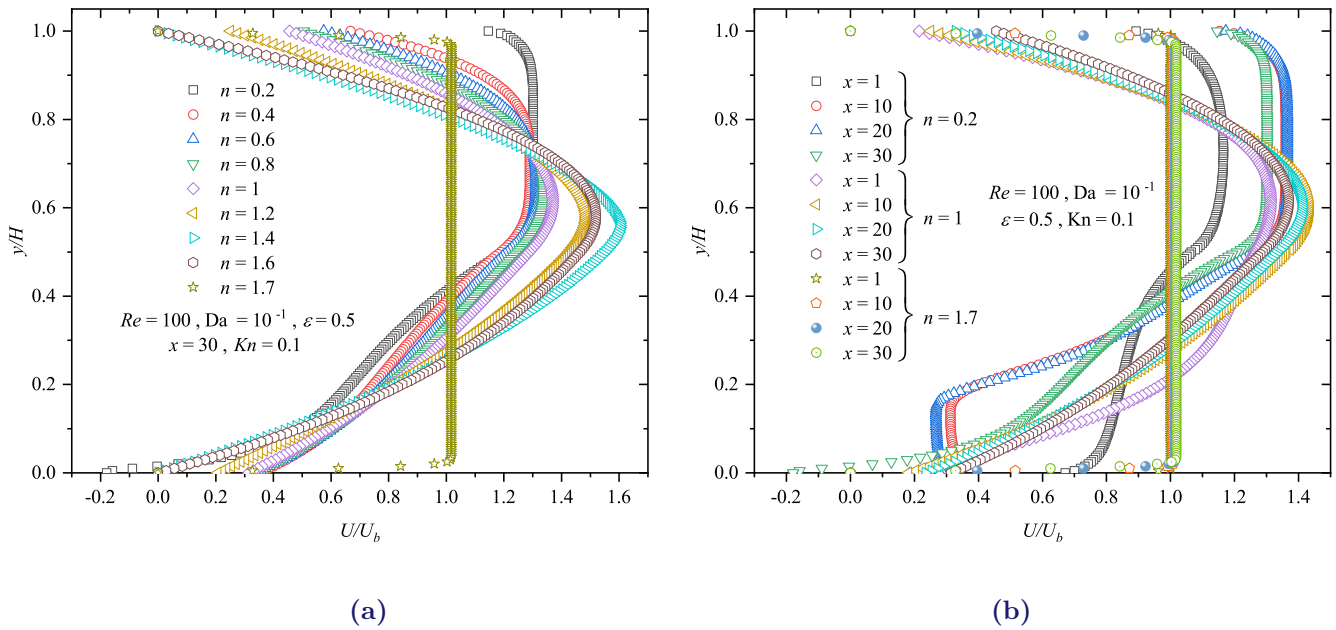 1.0
0.8
0.6
0.4
0.2
0.0
y/H
-0.2 0.0 0.2 0.4 0.6 0.8 1.0 1.2 1.4 1.6
U/U_b
n = 0.2
n = 0.4
n = 0.6
n = 0.8
n = 1
n = 1.2
n = 1.4
n = 1.6
n = 1.7
Re = 100 , Da = 10^-1 , ε = 0.5
x = 30 , Kn = 0.1
(a)
1.0
0.8
0.6
0.4
0.2
0.0
y/H
-0.2 0.0 0.2 0.4 0.6 0.8 1.0 1.2 1.4
U/U_b
x = 1
x = 10
x = 20
x = 30
n = 0.2
x = 1
x = 10
x = 20
x = 30
n = 1
x = 1
x = 10
x = 20
x = 30
n = 1.7
Re = 100 , Da = 10^-1
ε = 0.5 , Kn = 0.1
(b)